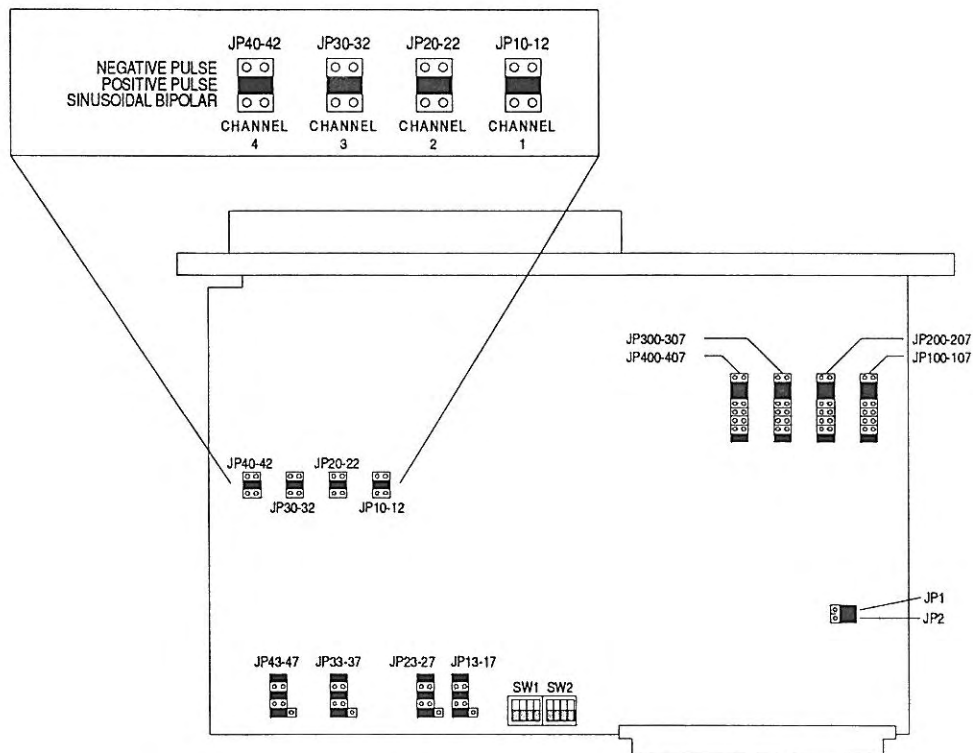 JP40-42 JP30-32 JP20-22 JP10-12
NEGATIVE PULSE
POSITIVE PULSE
SINUSOIDAL BIPOLAR
CHANNEL CHANNEL CHANNEL CHANNEL
4 3 2 1
JP300-307 JP200-207
JP400-407 JP100-107
JP40-42 JP20-22
JP30-32 JP10-12
JP1
JP2
JP43-47 JP33-37 JP23-27 JP13-17
SW1 SW2